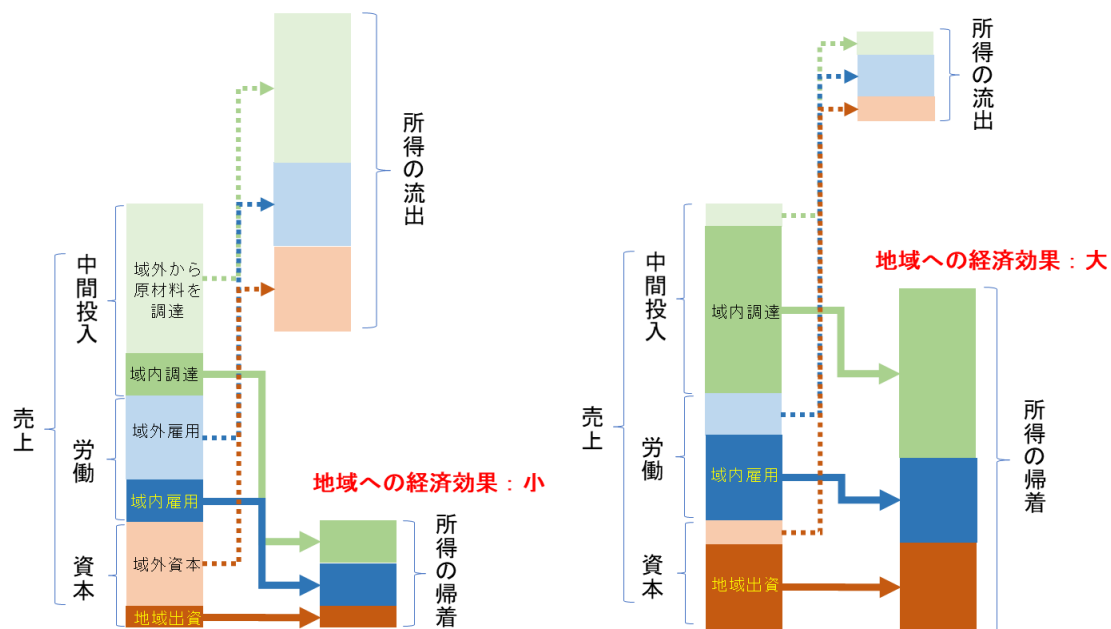 所得の流出
中間投入
域外から
原材料を
調達
域内調達
売上
労働
域外雇用
域内雇用
地域への経済効果：小
資本
域外資本
地域出資
所得の帰着
所得の流出
中間投入
域内調達
地域への経済効果：大
売上
労働
域内雇用
所得の帰着
資本
地域出資